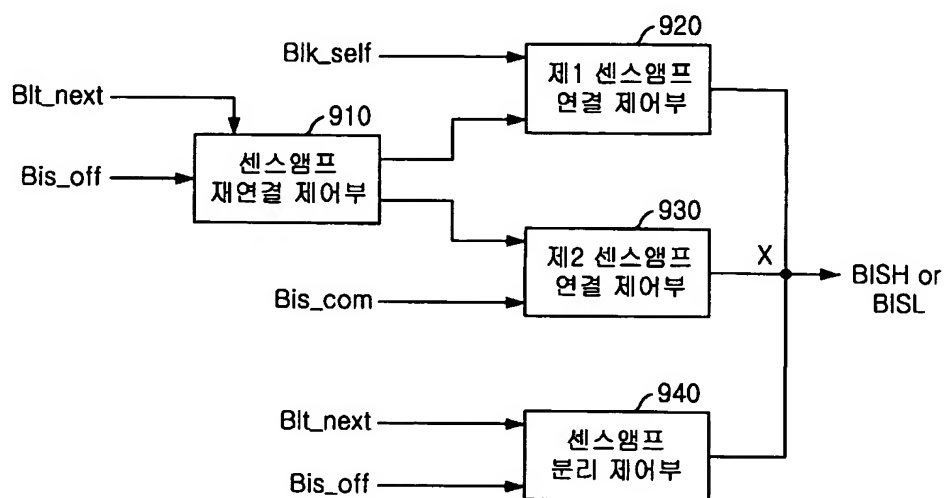 920
Blk_self
제1 센스앰프
연결 제어부
Blt_next
910
센스앰프
재연결 제어부
Bis_off
930
제2 센스앰프
연결 제어부
X
BISH or
BISL
Bis_com
940
Blt_next
센스앰프
분리 제어부
Bis_off